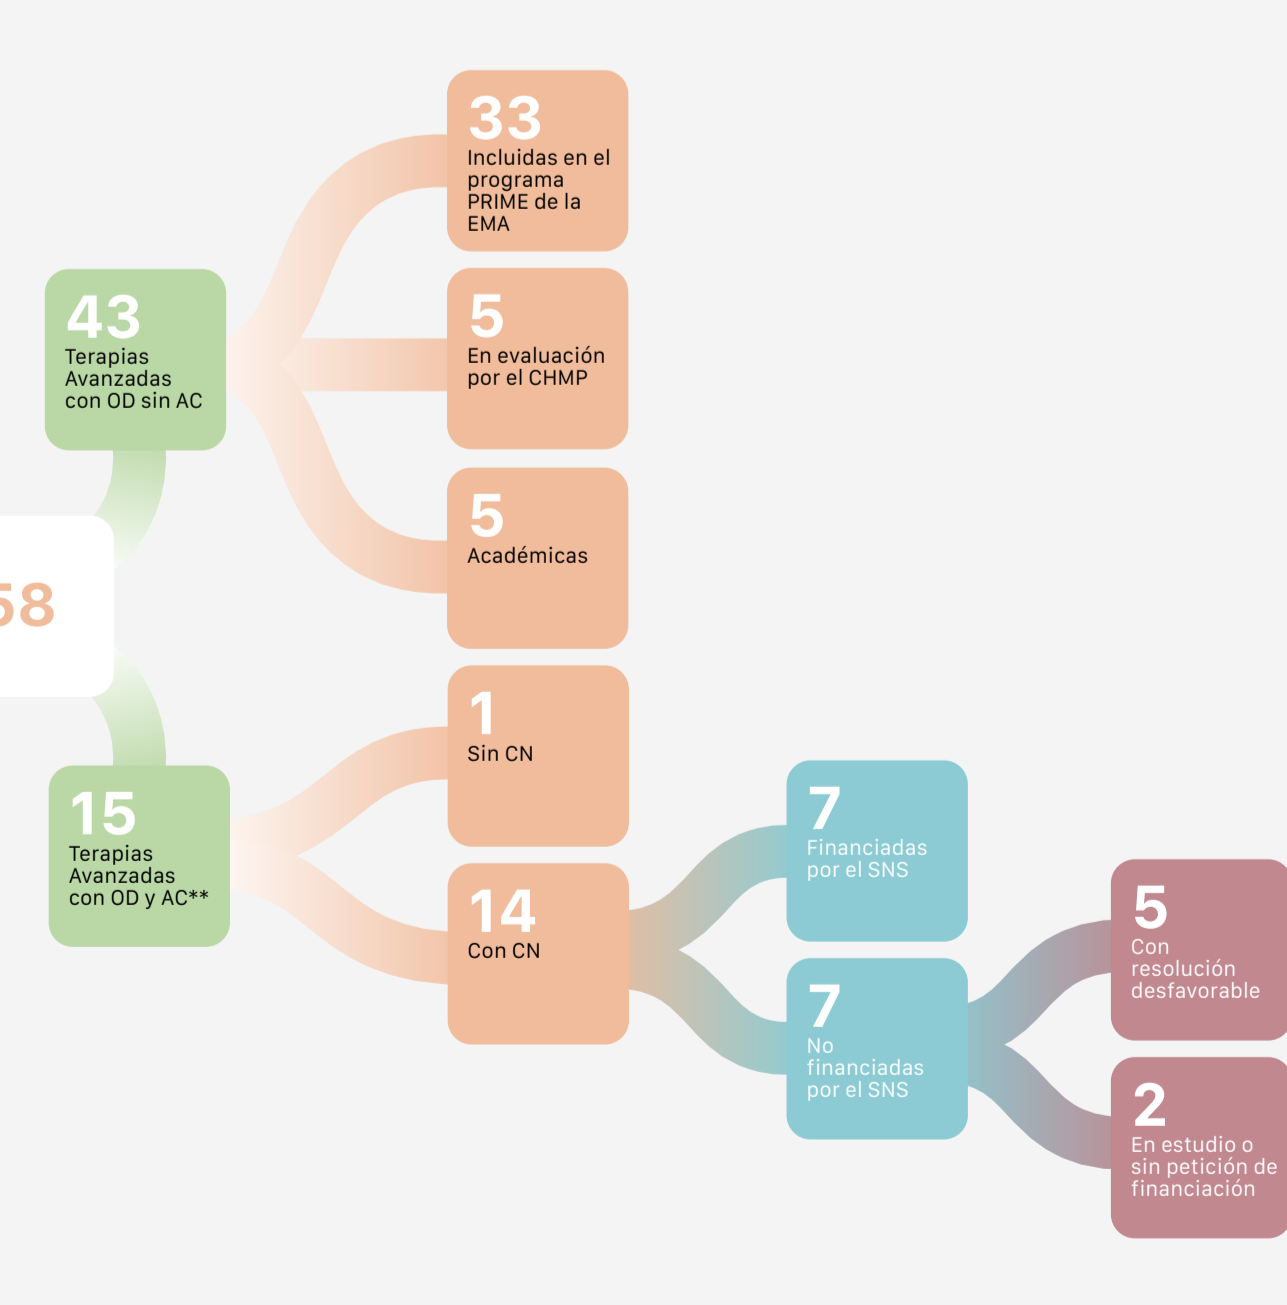 33
Incluidas en el
programa
PRIME de la
EMA
43
Terapias
Avanzadas
con OD sin AC
5
En evaluación
por el CHMP
5
Académicas
58
1
Sin CN
15
Terapias
Avanzadas
con OD y AC**
14
Con CN
7
Financiadas
por el SNS
7
No
financiadas
por el SNS
5
Con
resolución
desfavorable
2
En estudio o
sin petición de
financiación